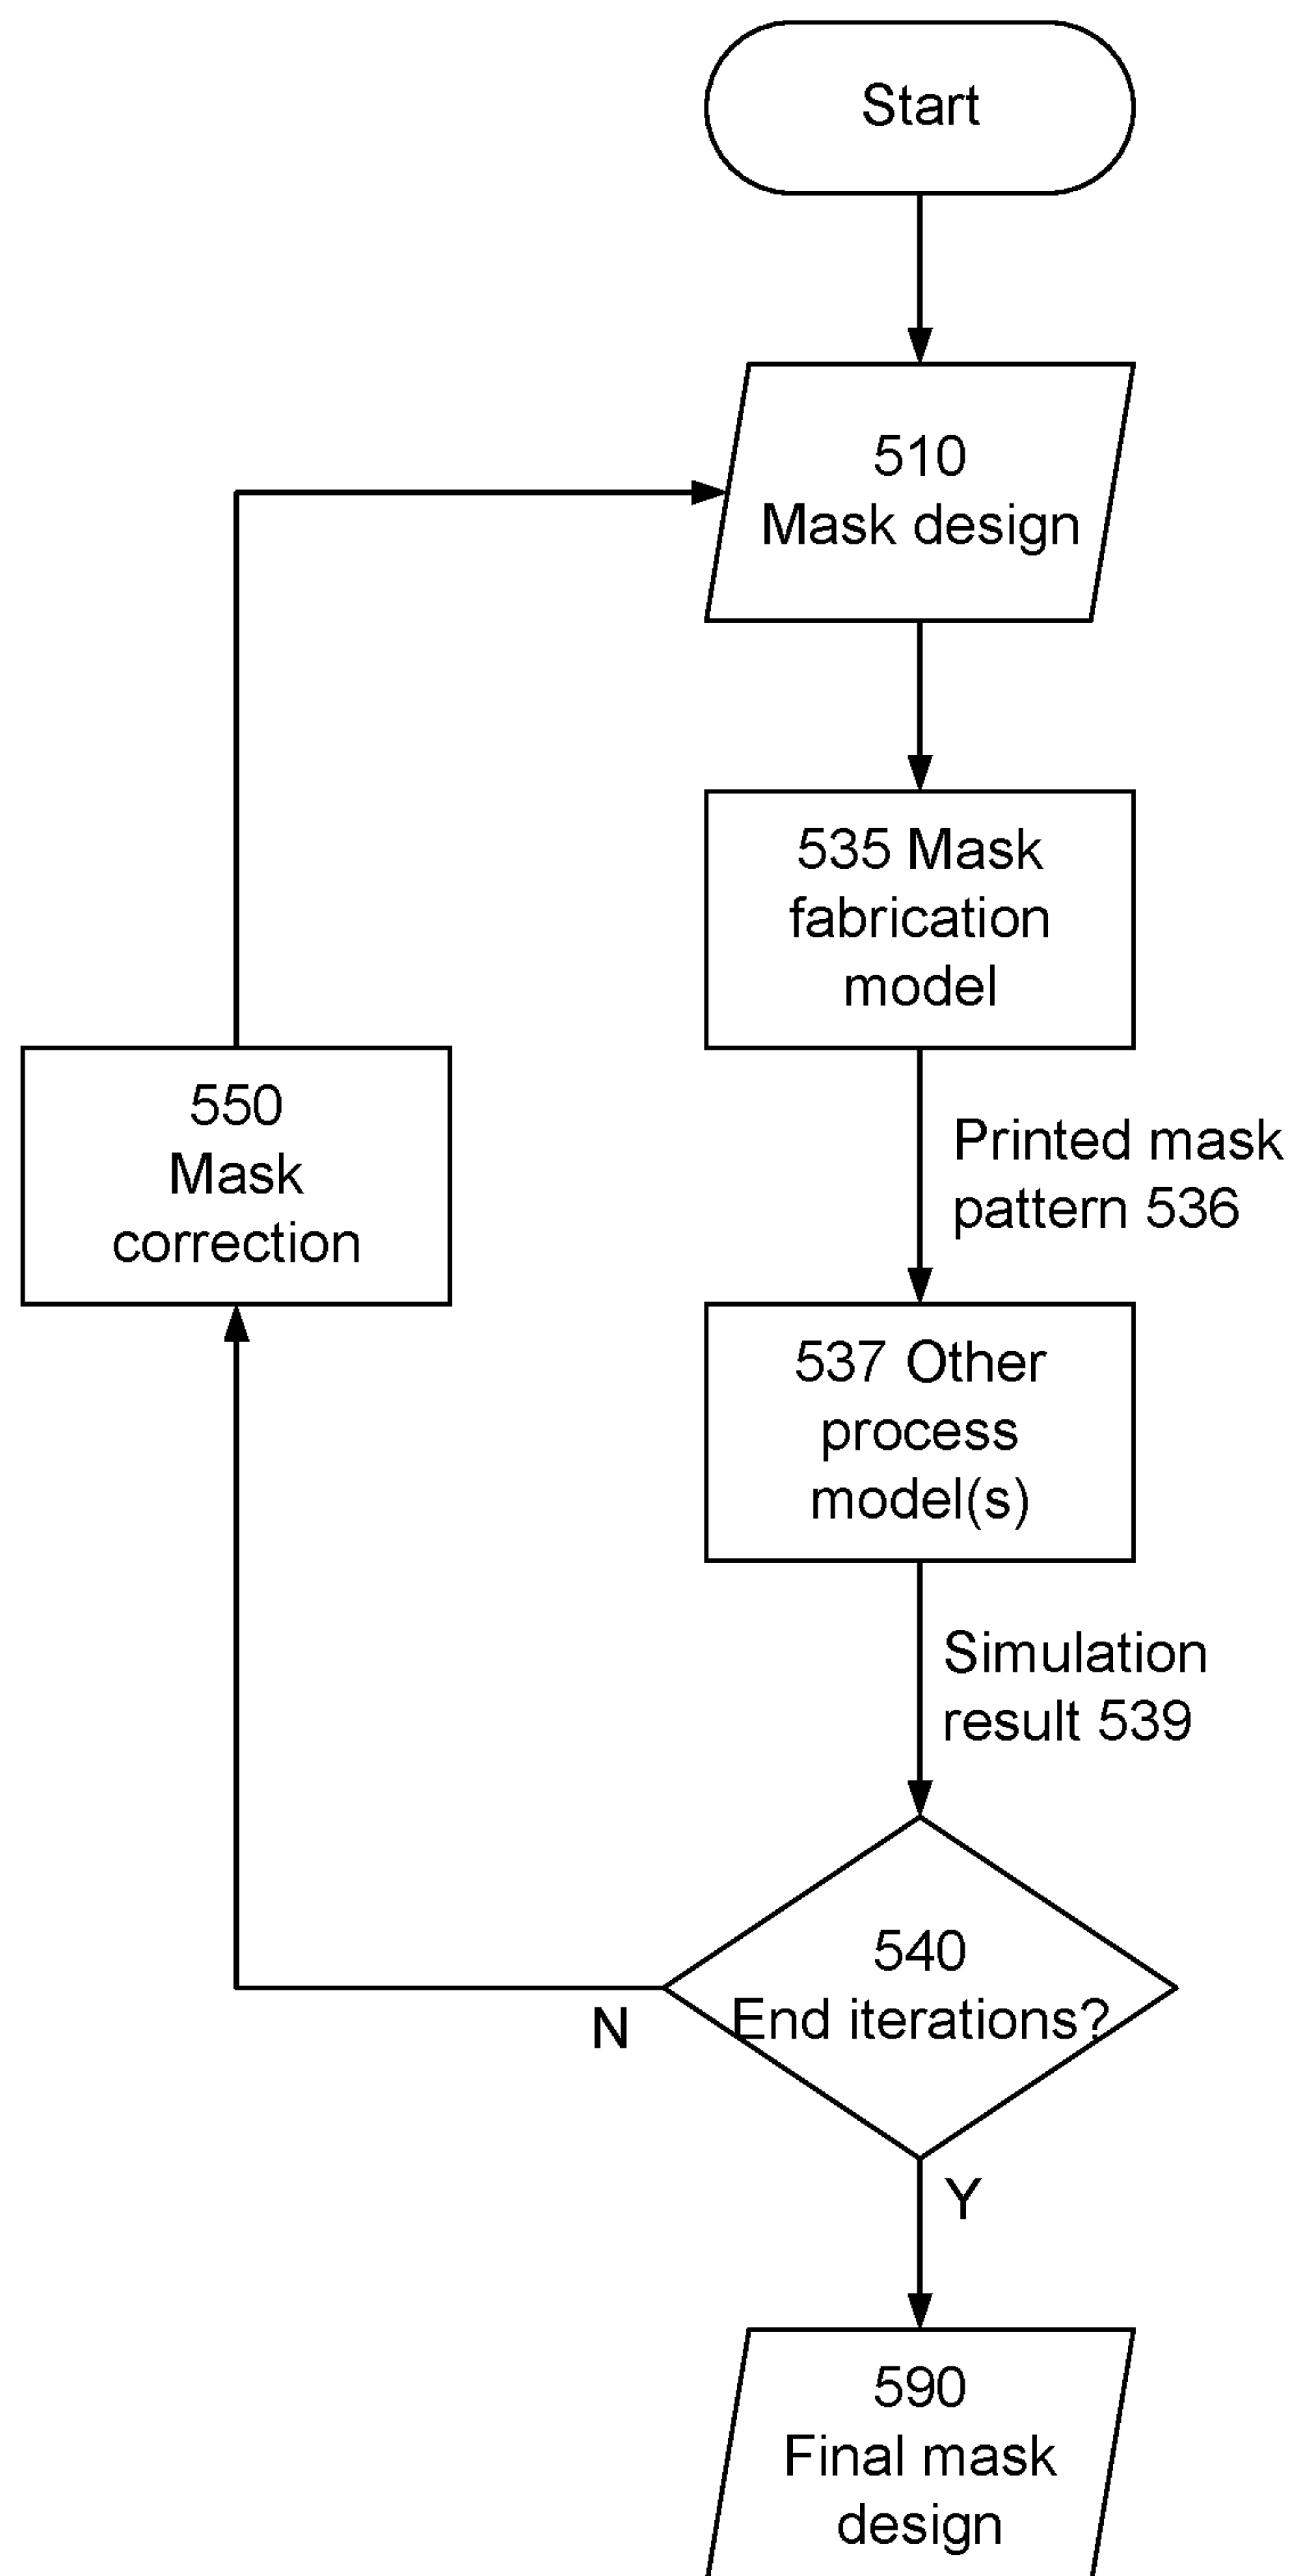 Start
510
Mask design
535 Mask
fabrication
model
550
Mask
correction
Printed mask
pattern 536
537 Other
process
model(s)
Simulation
result 539
540
End iterations?
N
Y
590
Final mask
design